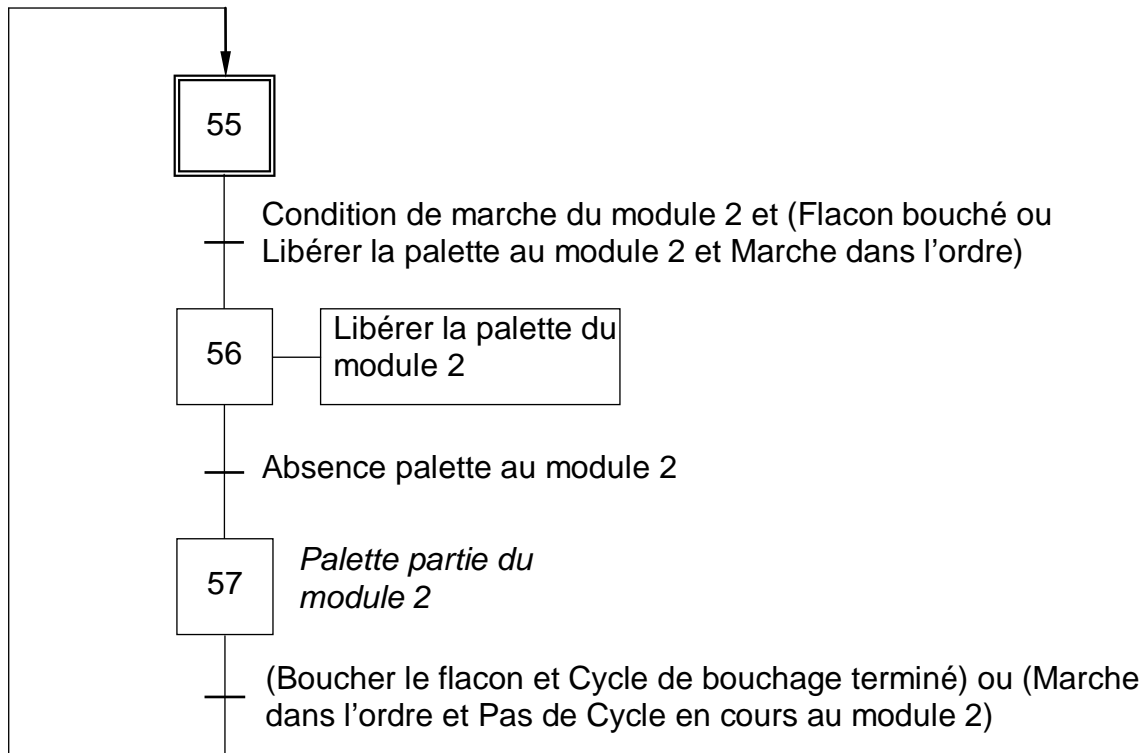 55
Condition de marche du module 2 et (Flacon bouché ou
Libérer la palette au module 2 et Marche dans l'ordre)
56
Libérer la palette du
module 2
Absence palette au module 2
57
Palette partie du
module 2
(Boucher le flacon et Cycle de bouchage terminé) ou (Marche
dans l'ordre et Pas de Cycle en cours au module 2)